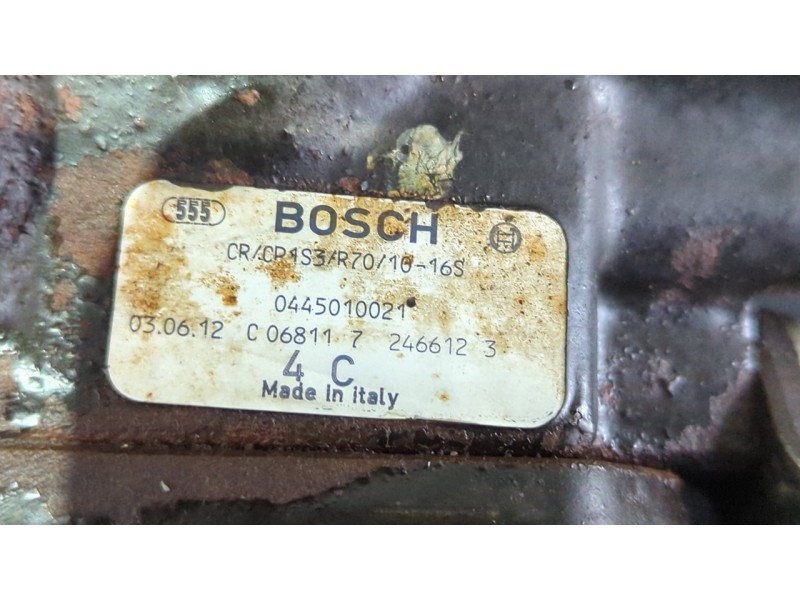 555 BOSCH
CR/CP1S3/R70/10-16S
0445010021
03.06.12 C 06811 7 246612 3
4 C
Made in italy